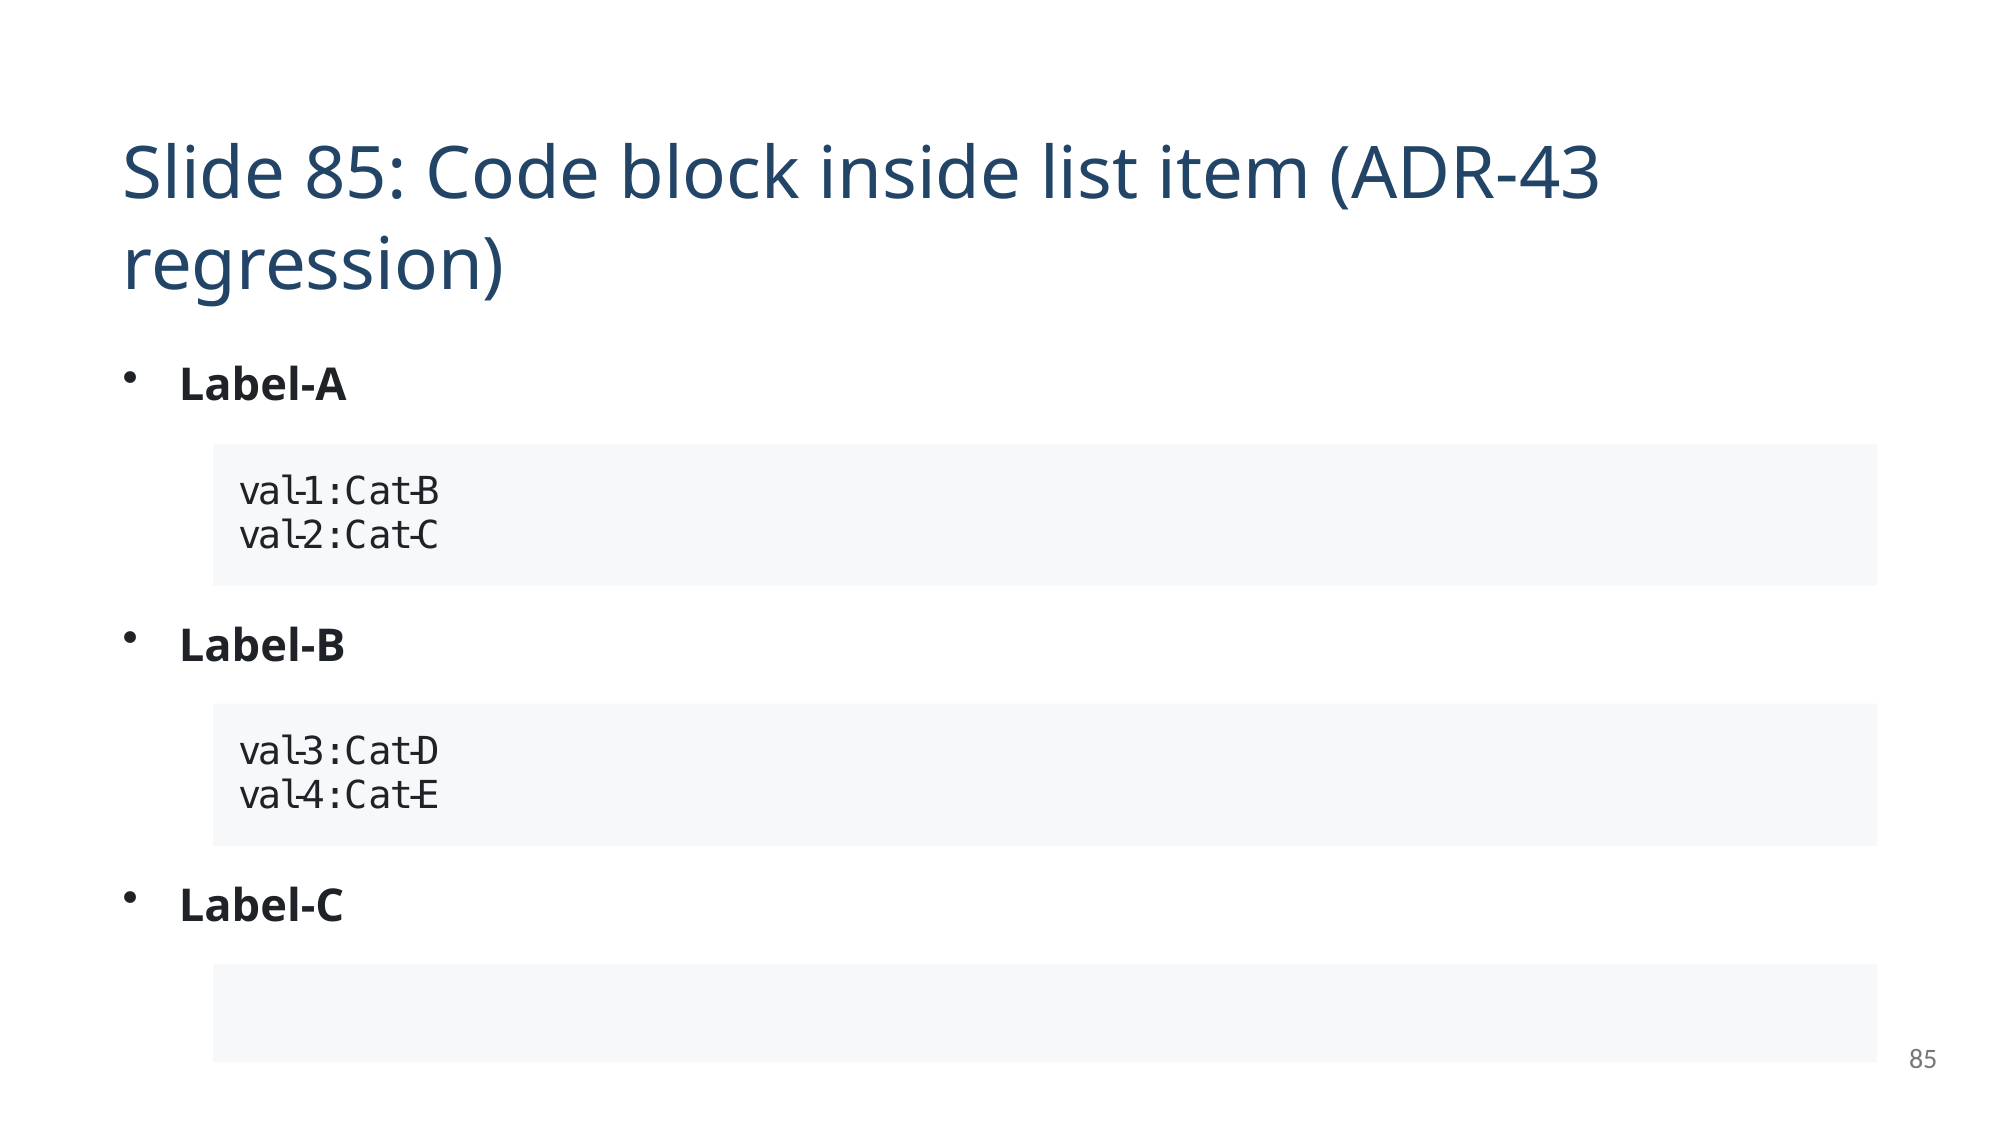 Slide 85: Code block inside list item (ADR-43
regression)
• Label-A
val-1:Cat-B
val-2:Cat-C
• Label-B
val-3:Cat-D
val-4:Cat-E
• Label-C
85